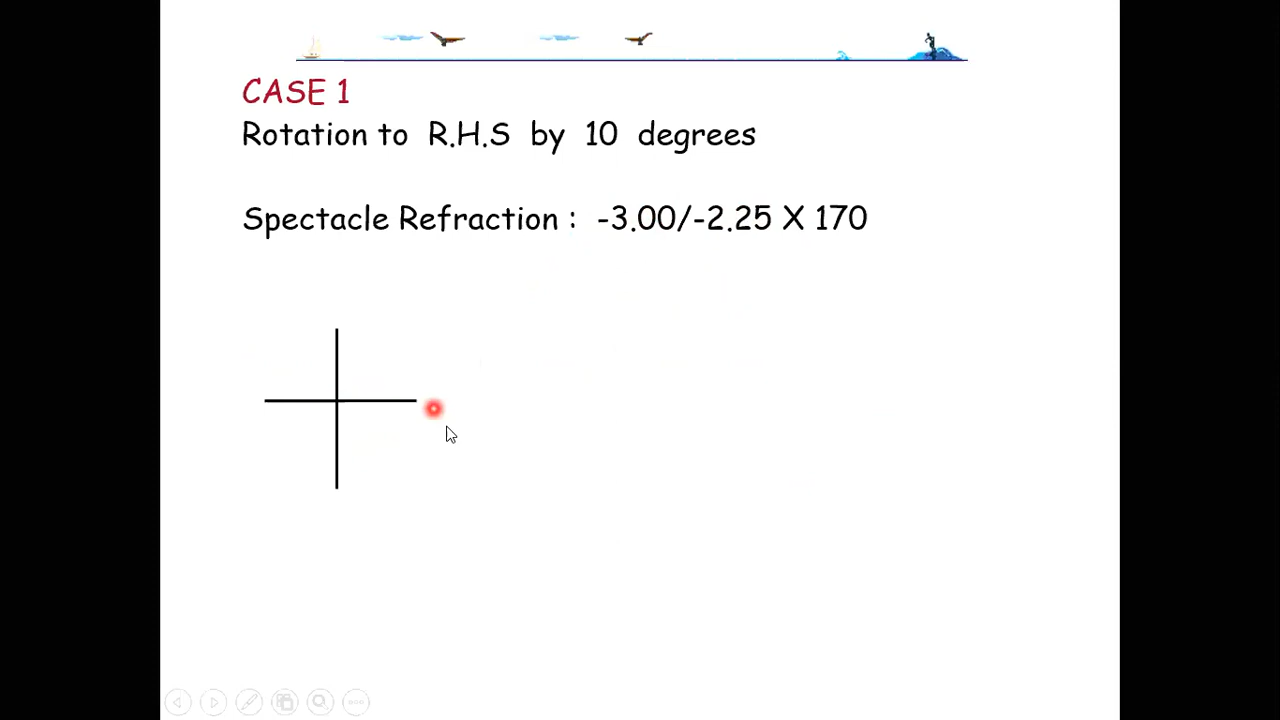 CASE 1
Rotation to R.H.S by 10 degrees
Spectacle Refraction : -3.00/-2.25 X 170